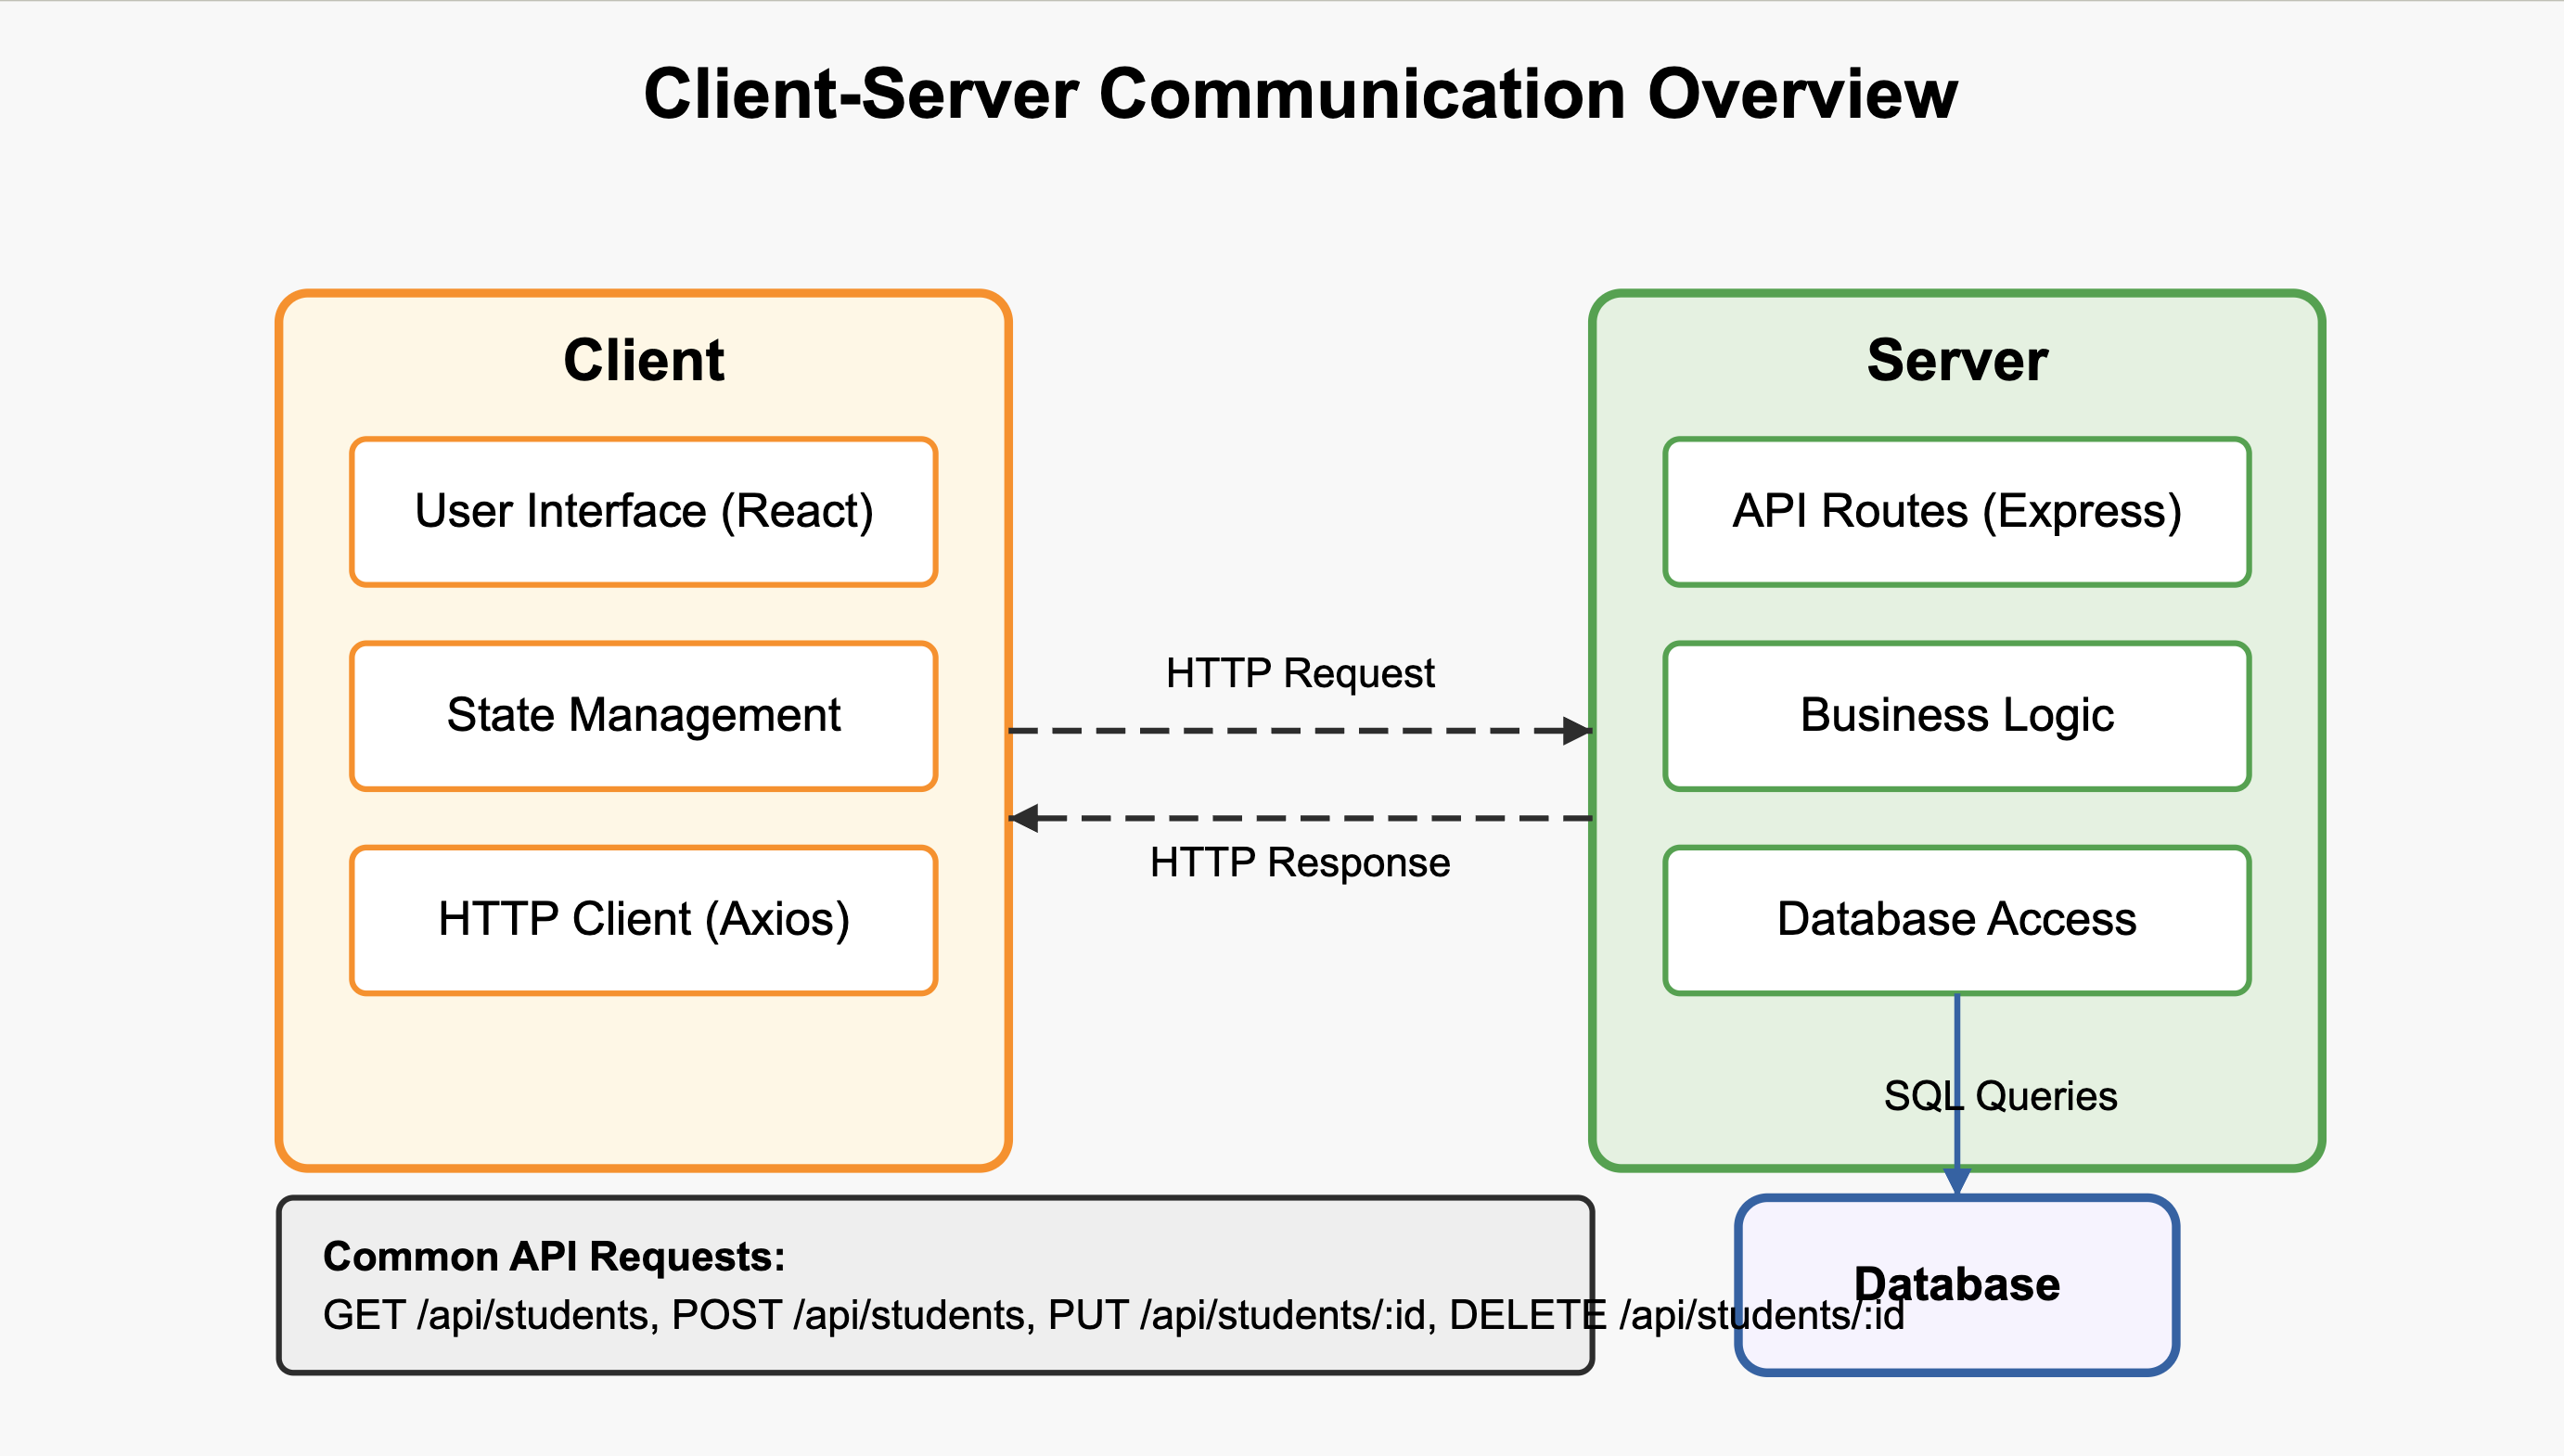 Client-Server Communication Overview
Client
User Interface (React)
State Management
HTTP Client (Axios)
HTTP Request
HTTP Response
Server
API Routes (Express)
Business Logic
Database Access
SQL Queries
Database
Common API Requests:
GET /api/students, POST /api/students, PUT /api/students/:id, DELETE /api/students/:id